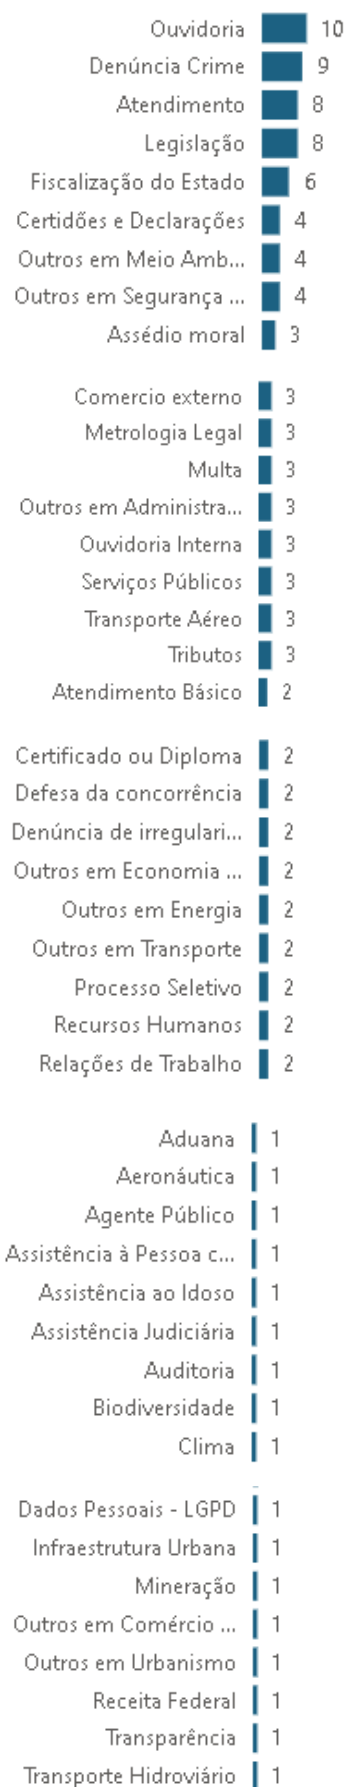 Ouvidoria 10
Denúncia Crime 9
Atendimento 8
Legislação 8
Fiscalização do Estado 6
Certidões e Declarações 4
Outros em Meio Amb... 4
Outros em Segurança ... 4
Assédio moral 3
Comercio externo 3
Metrologia Legal 3
Multa 3
Outros em Administra... 3
Ouvidoria Interna 3
Serviços Públicos 3
Transporte Aéreo 3
Tributos 3
Atendimento Básico 2
Certificado ou Diploma 2
Defesa da concorrência 2
Denúncia de irregulari... 2
Outros em Economia ... 2
Outros em Energia 2
Outros em Transporte 2
Processo Seletivo 2
Recursos Humanos 2
Relações de Trabalho 2
Aduana 1
Aeronáutica 1
Agente Público 1
Assistência à Pessoa c... 1
Assistência ao Idoso 1
Assistência Judiciária 1
Auditoria 1
Biodiversidade 1
Clima 1
Dados Pessoais - LGPD 1
Infraestrutura Urbana 1
Mineração 1
Outros em Comércio ... 1
Outros em Urbanismo 1
Receita Federal 1
Transparência 1
Transporte Hidroviário 1